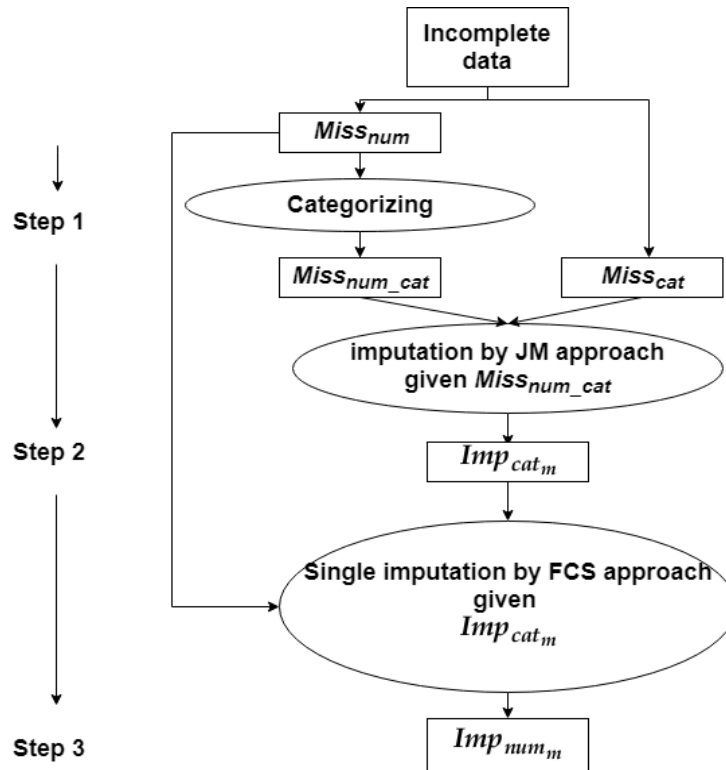 Incomplete
data
Miss_num
Step 1
Categorizing
Miss_num_cat
Miss_cat
imputation by JM approach
given Miss_num_cat
Step 2
Imp_cat_m
Single imputation by FCS approach
given
Imp_cat_m
Step 3
Imp_num_m